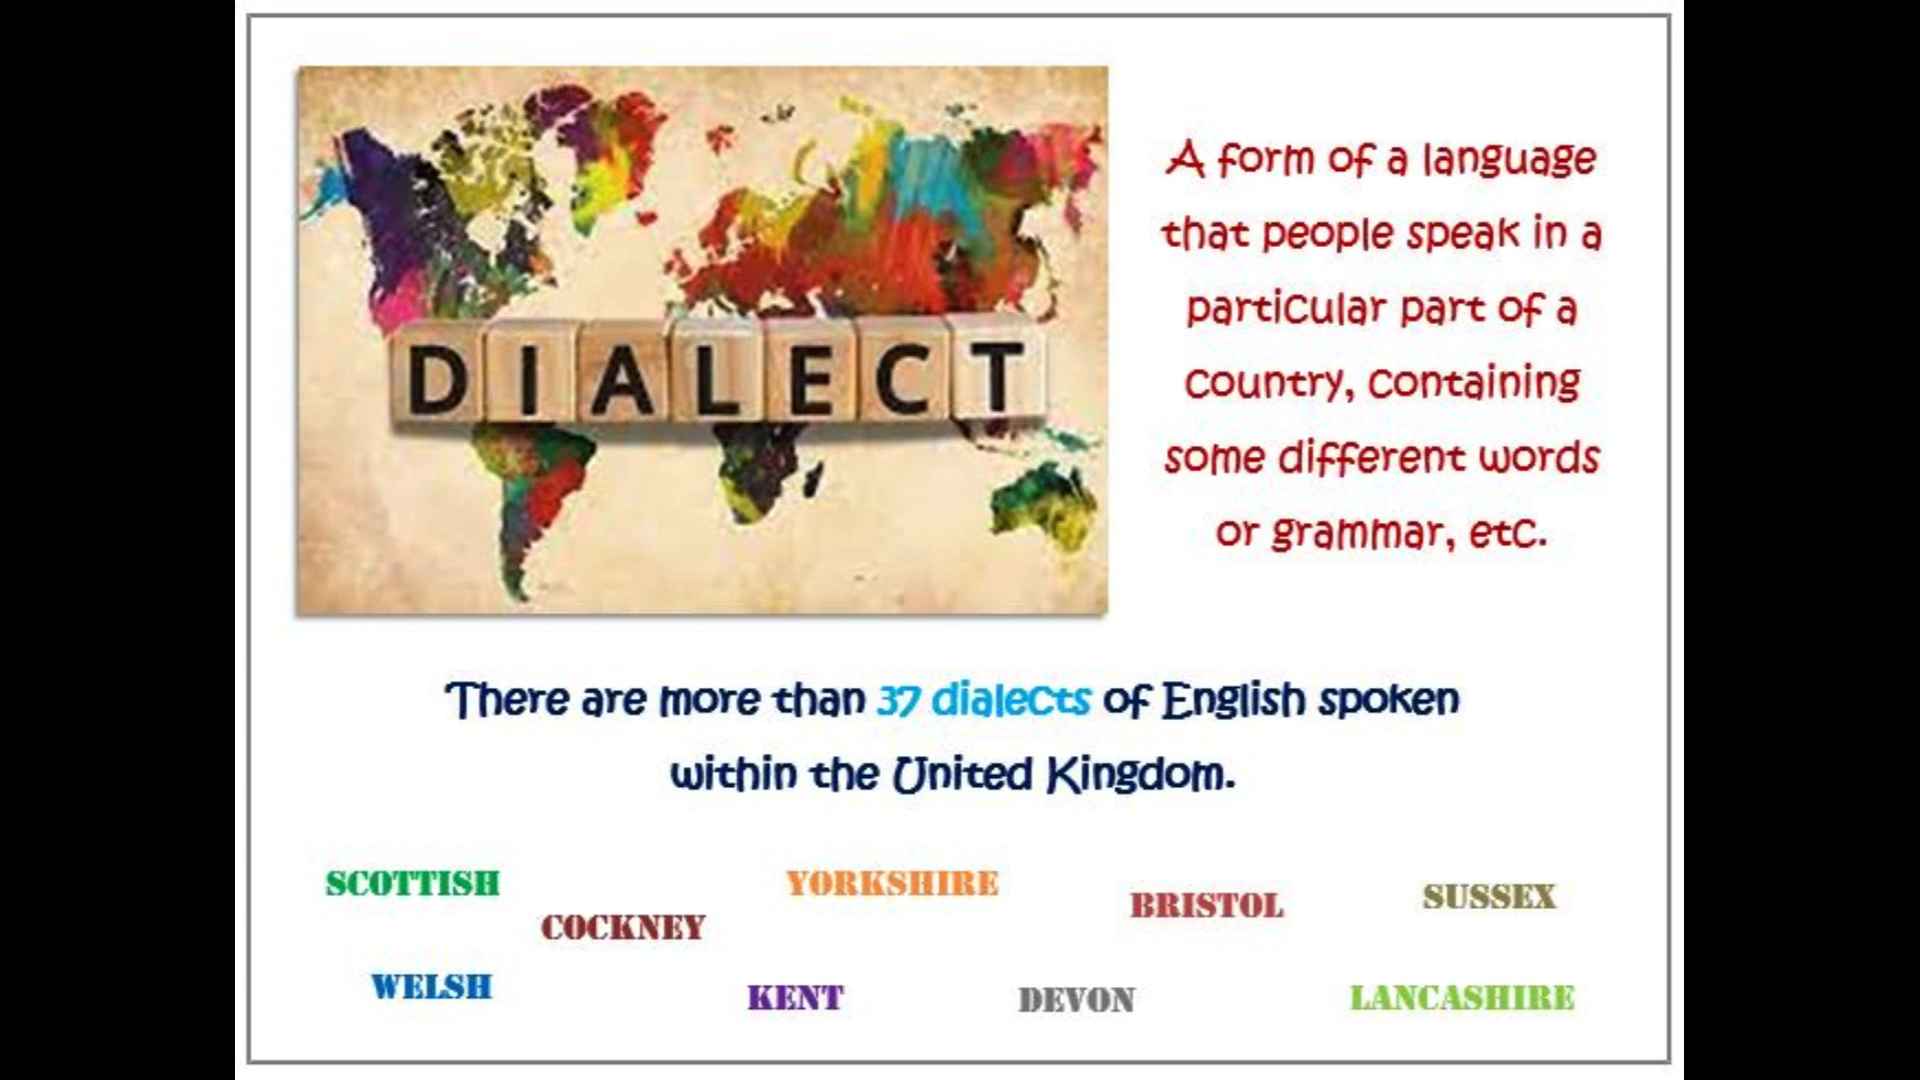 DIALECT
A form of a language
that people speak in a
particular part of a
country, containing
some different words
or grammar, etc.
There are more than 37 dialects of English spoken
within the United Kingdom.
SCOTTISH
COCKNEY
YORKSHIRE
BRISTOL
SUSSEX
WELSH
KENT
DEVON
LANCASHIRE